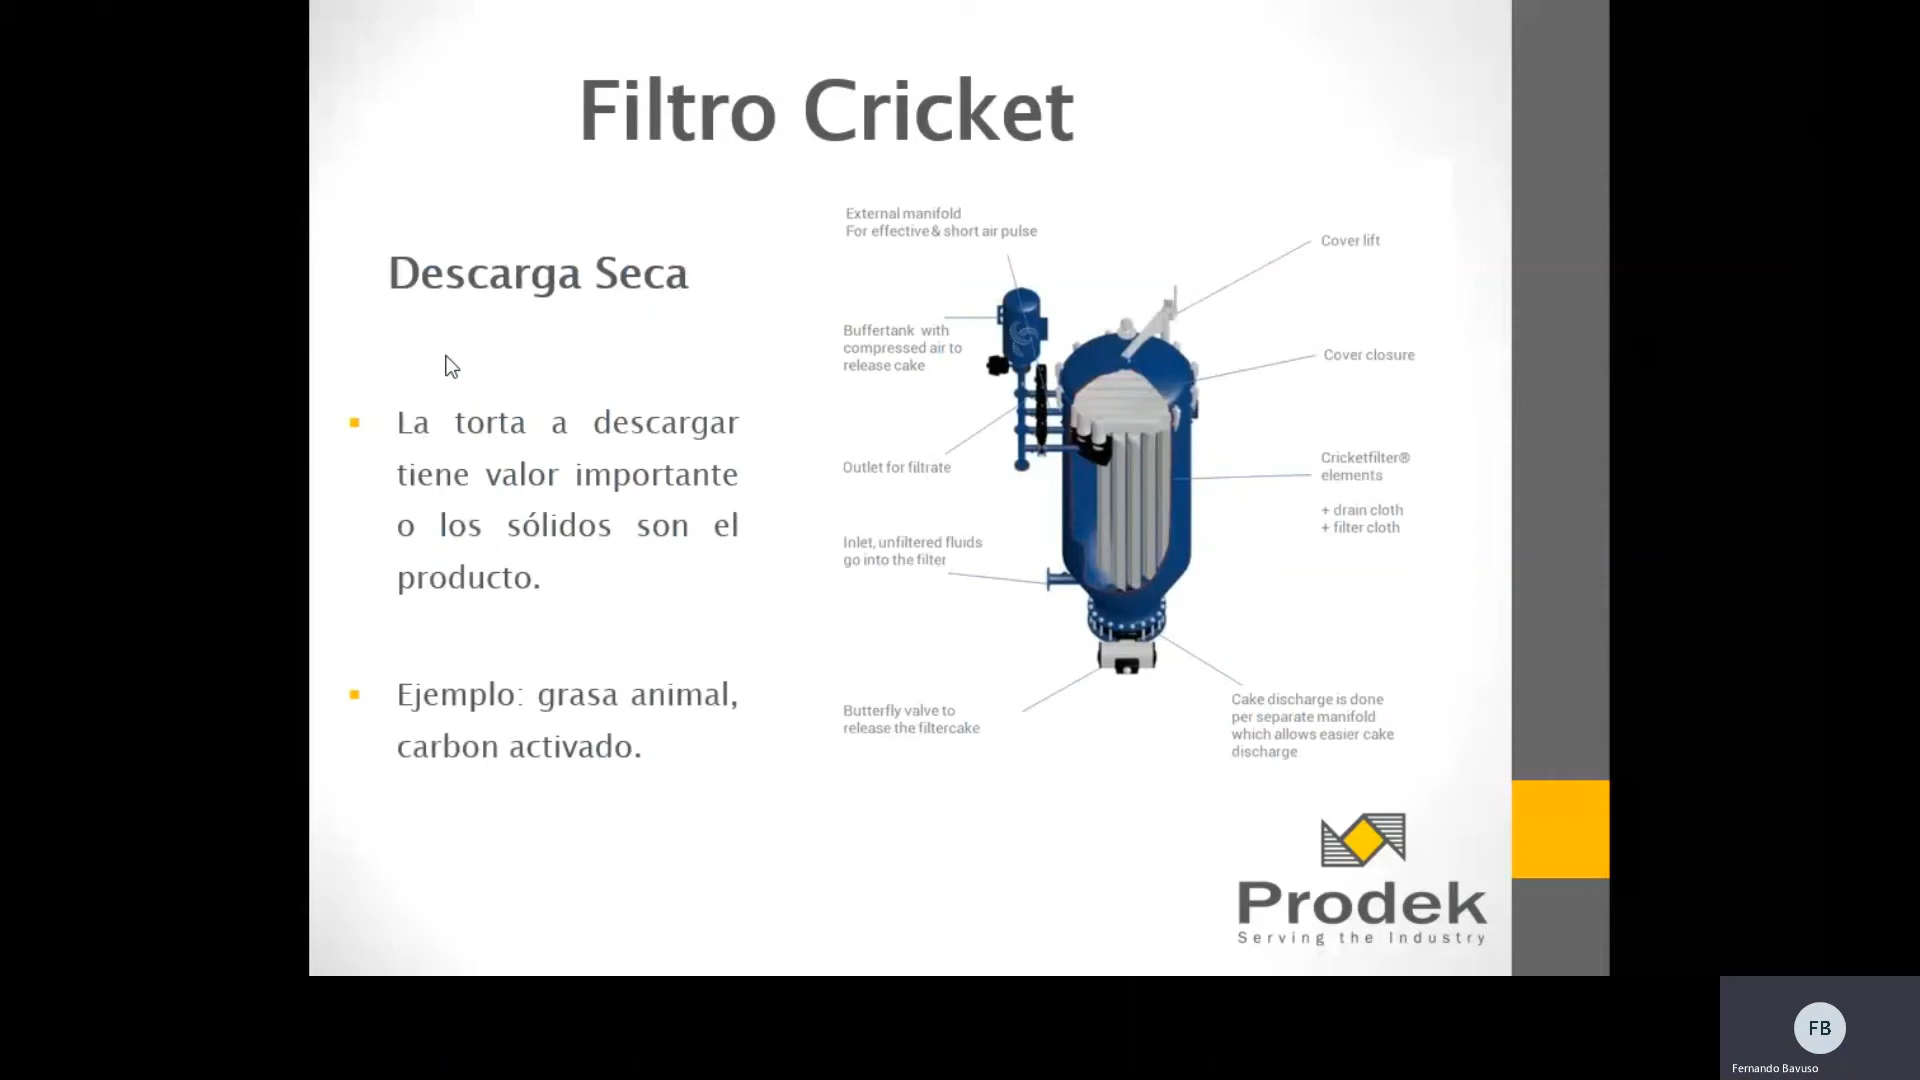 Filtro Cricket
Descarga Seca
La torta a descargar
tiene valor importante
o los sólidos son el
producto.
Ejemplo: grasa animal,
carbon activado.
External manifold
For effective & short air pulse
Buffertank with
compressed air to
release cake
Outlet for filtrate
Inlet, unfiltered fluids
go into the filter
Butterfly valve to
release the filtercake
Cover lift
Cover closure
Cricketfilter®
elements
+ drain cloth
+ filter cloth
Cake discharge is done
per separate manifold
which allows easier cake
discharge
Prodek
Serving the Industry
FB
Fernando Bavuso